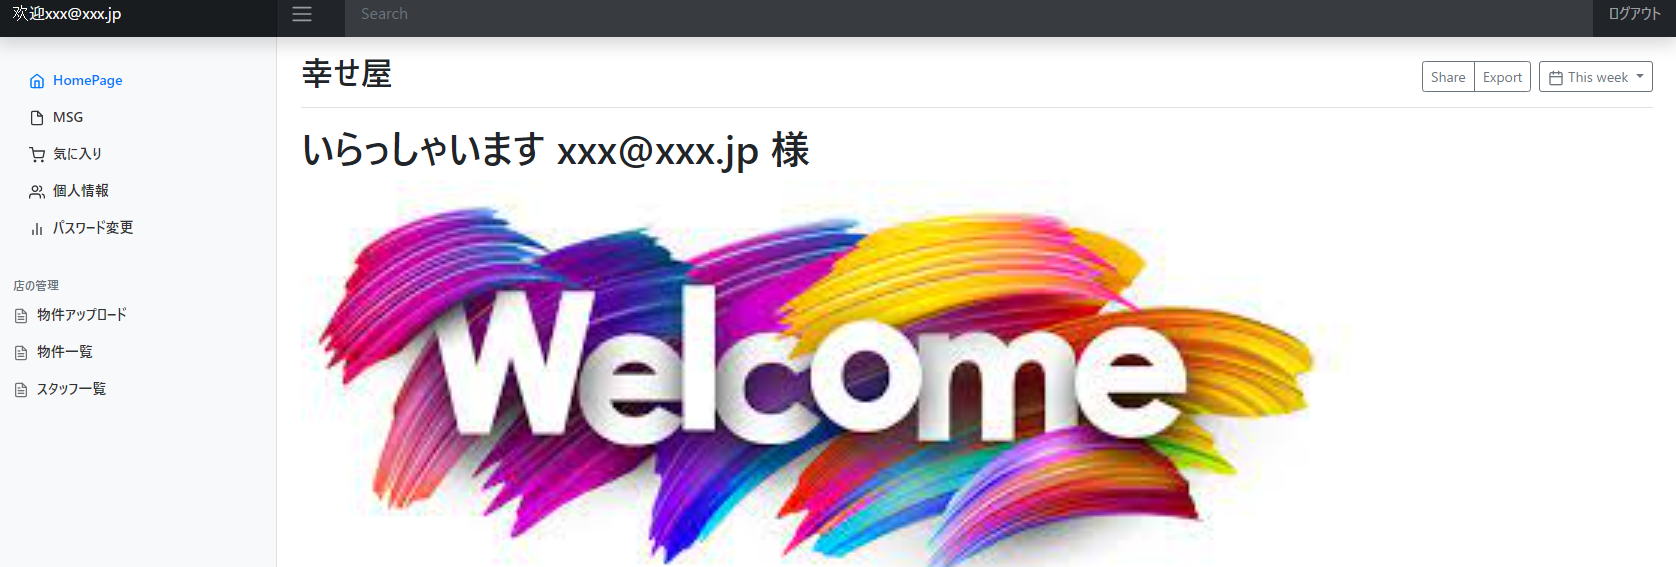 欢迎xxx@xxx.jp
Search
ログアウト
HomePage
MSG
気に入り
個人情報
パスワード変更
店の管理
物件アップロード
物件一覧
スタッフ一覧
幸せ屋
Share
Export
This week
いらっしゃいます xxx@xxx.jp 様
Welcome